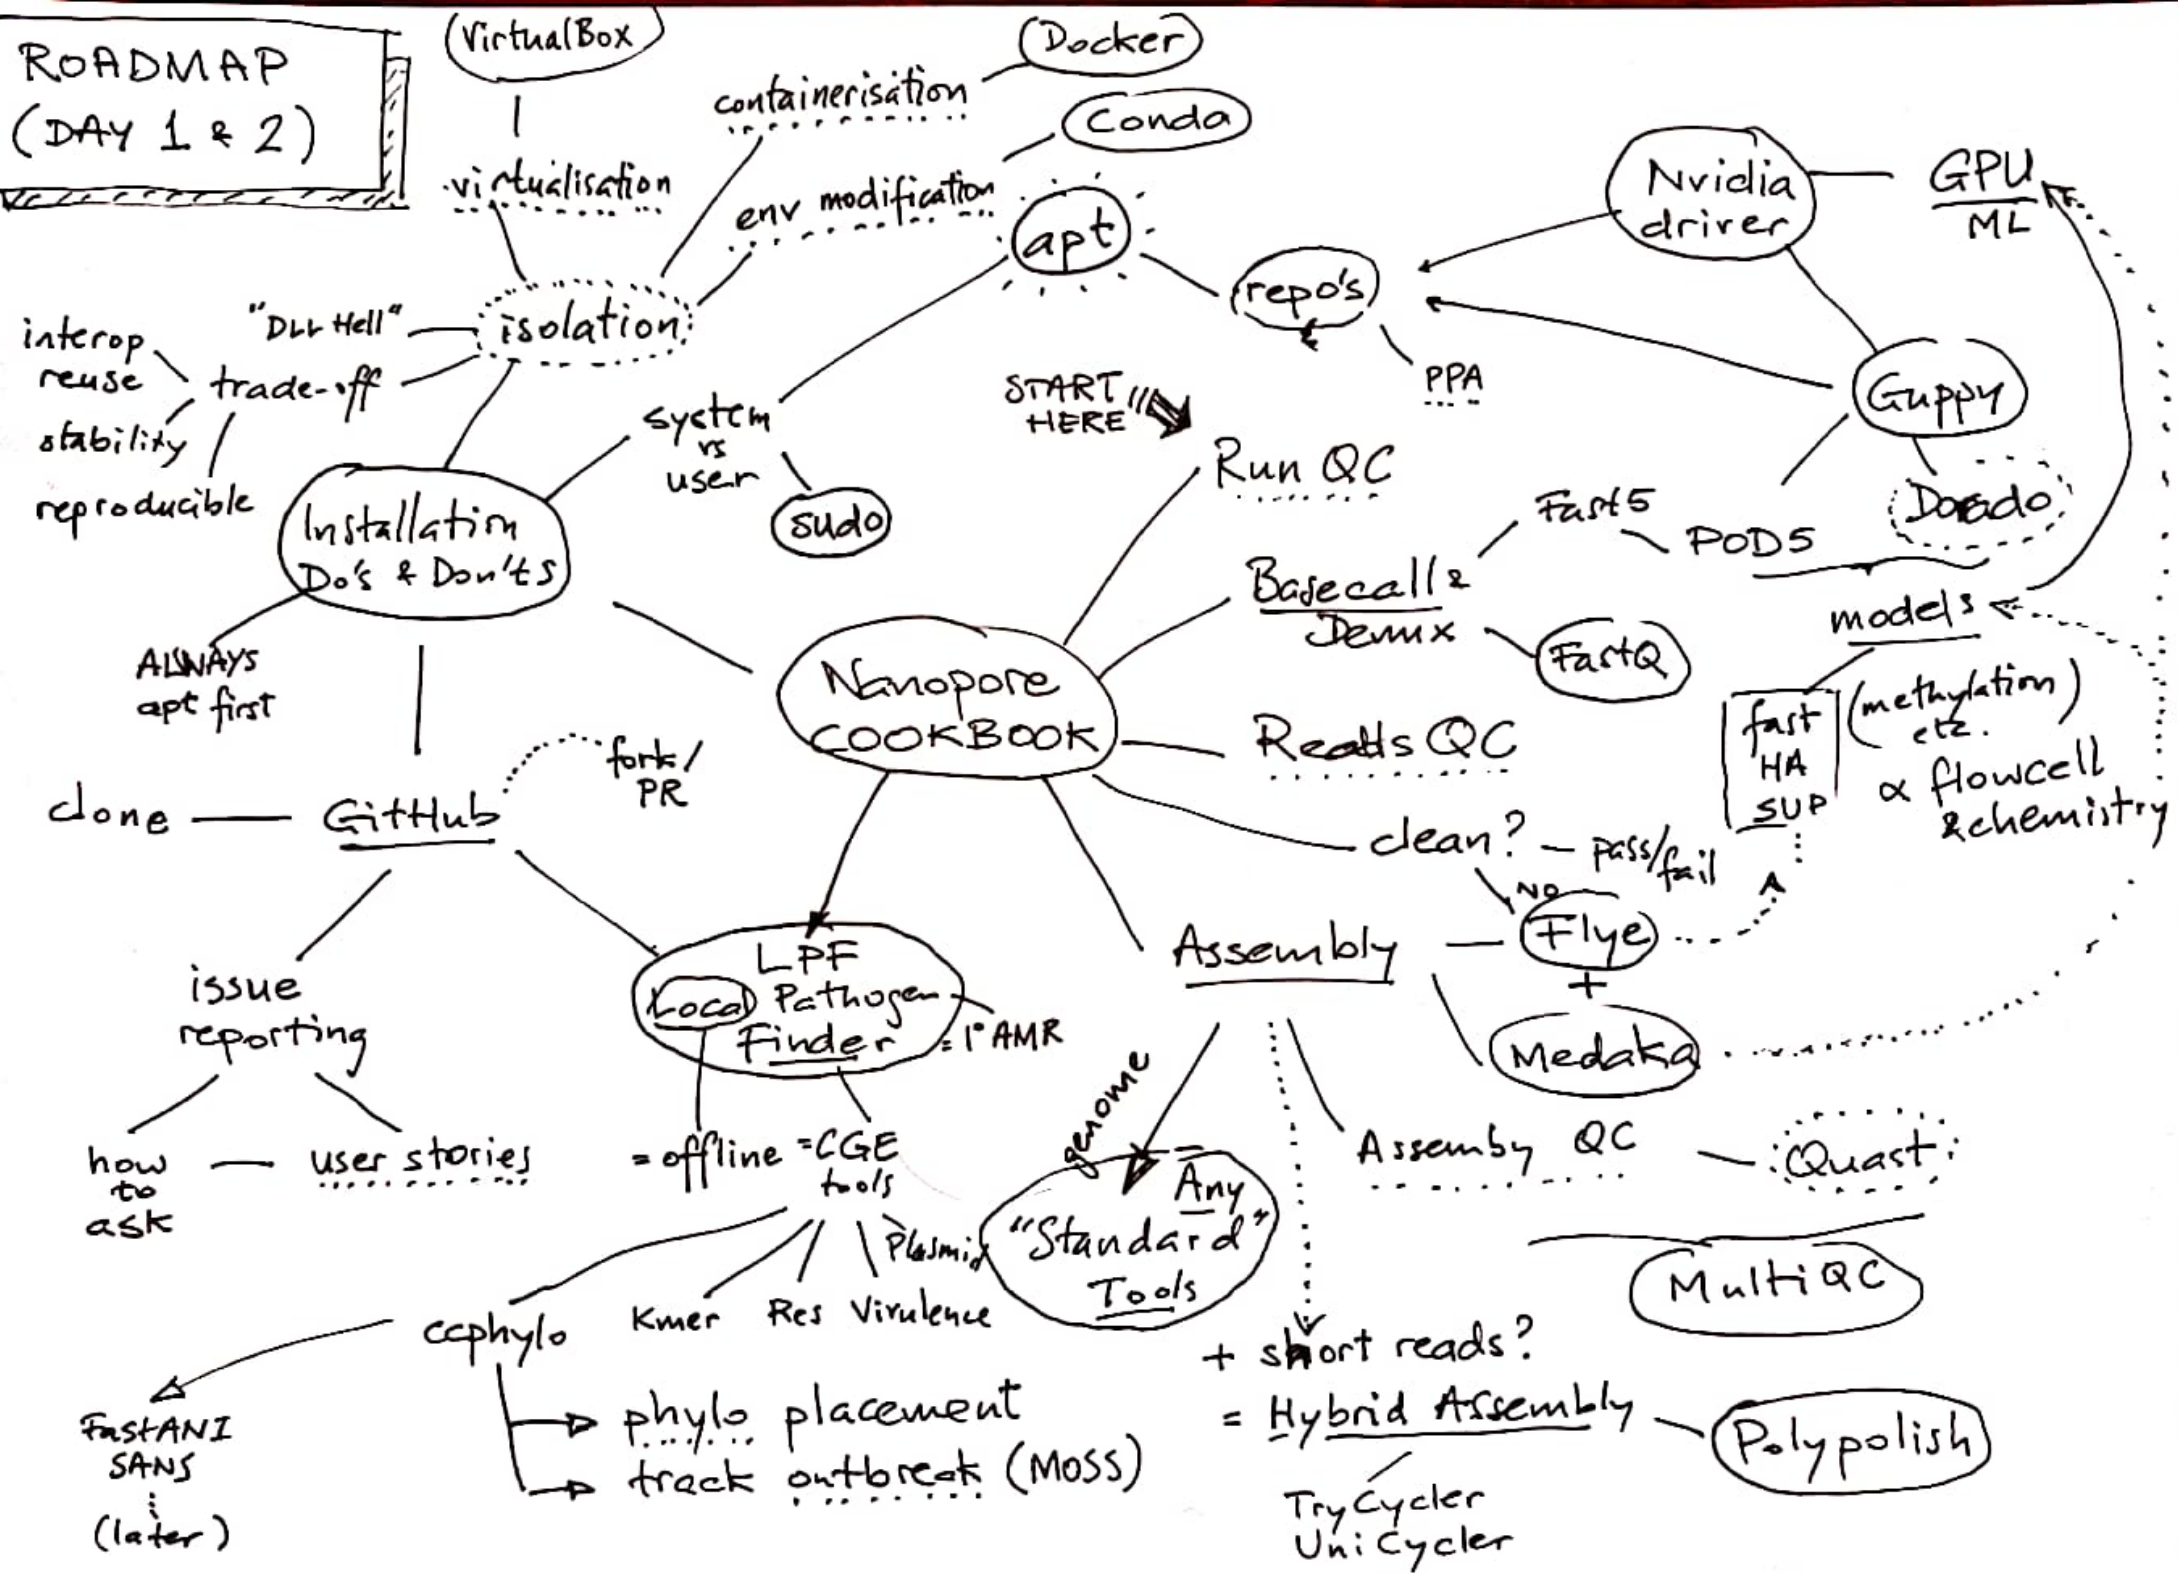 ROADMAP
(DAY 1 & 2)
VirtualBox
virtualisation
containerisation
Docker
env modification
Conda
apt
repo's
PPA
Nvidia
driver
GPU
ML
Guppy
Dorado
"DLL Hell"
isolation
interop
reuse
trade-off
stability
reproducible
system
vs
user
sudo
START
HERE
Run QC
Installation
Do's & Don'ts
ALWAYS
apt first
Basecall &
Demux
Fast5
POD5
FastQ
models
fast
HA
SUP
(methylation)
etc.
∝ flowcell
& chemistry
Nanopore
COOKBOOK
Reads QC
clean? – pass/fail
NO
clone
GitHub
fork/
PR
issue
reporting
how
to
ask
user stories
LPF
Local Pathogen
Finder
= 1° AMR
= offline
= CGE
tools
ccphylo
Kmer
Res
Virulence
Plasmid
FastANI
SANS
(later)
phylo placement
track outbreak (MOSS)
Assembly
Flye
+
Medaka
genome
Any
"Standard"
Tools
Assemby QC
Quast
MultiQC
+ short reads?
= Hybrid Assembly
Polypolish
TryCycler
UniCycler